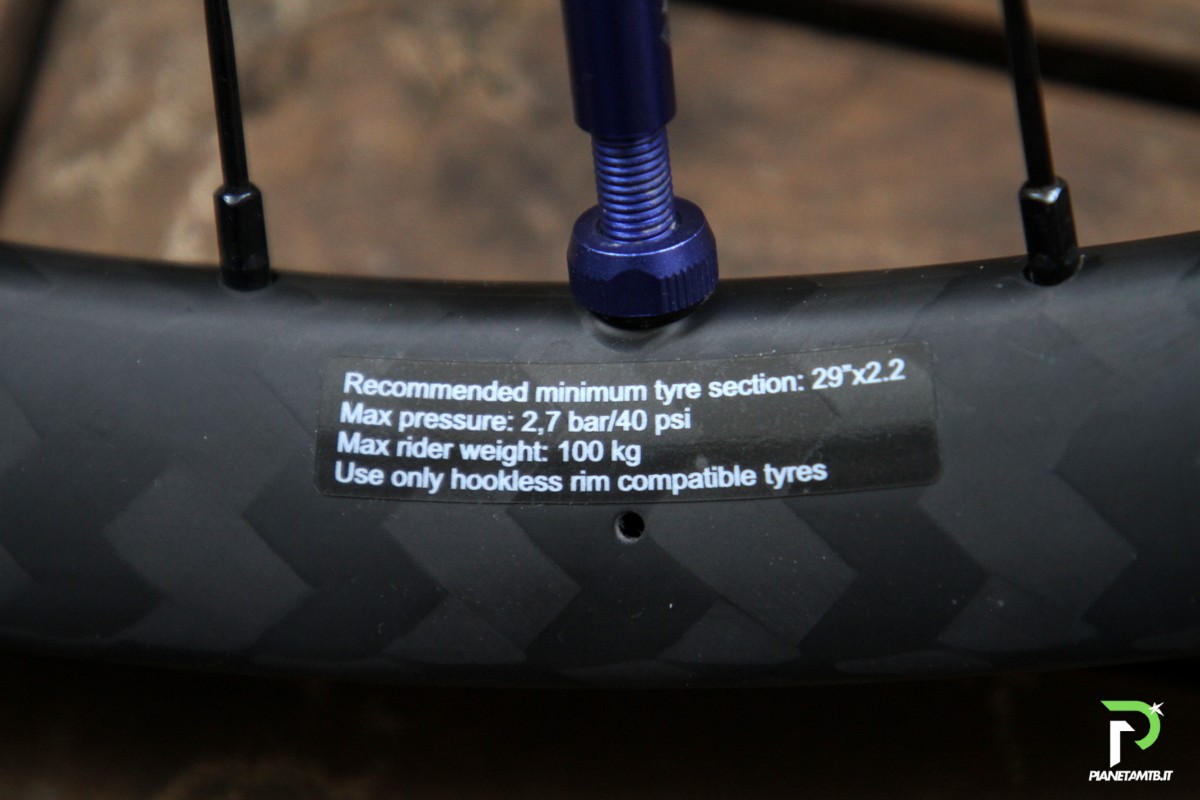 Recommended minimum tyre section: 29"x2.2
Max pressure: 2,7 bar/40 psi
Max rider weight: 100 kg
Use only hookless rim compatible tyres
PIANETAMTB.IT